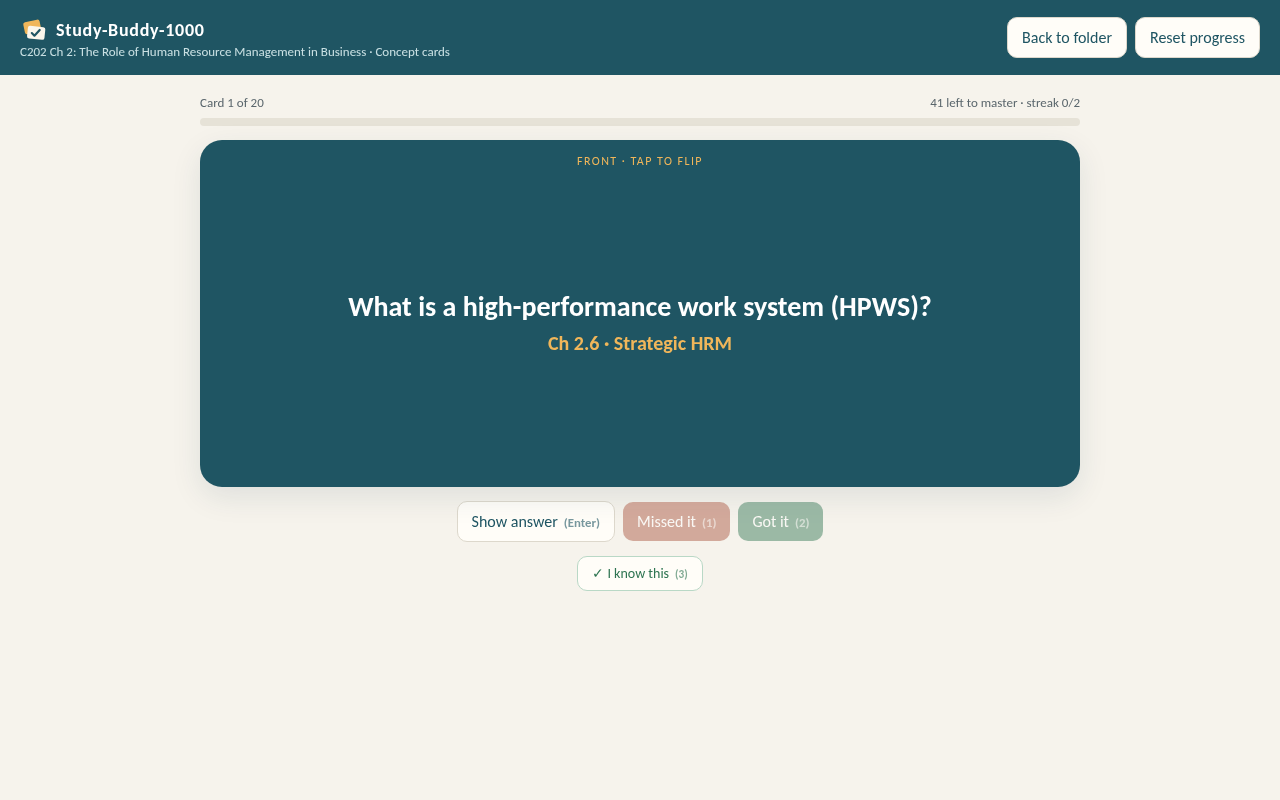 Study-Buddy-1000
C202 Ch 2: The Role of Human Resource Management in Business · Concept cards
Back to folder
Reset progress
Card 1 of 20
41 left to master · streak 0/2
FRONT · TAP TO FLIP
What is a high-performance work system (HPWS)?
Ch 2.6 · Strategic HRM
Show answer (Enter)
Missed it (1)
Got it (2)
✓ I know this (3)